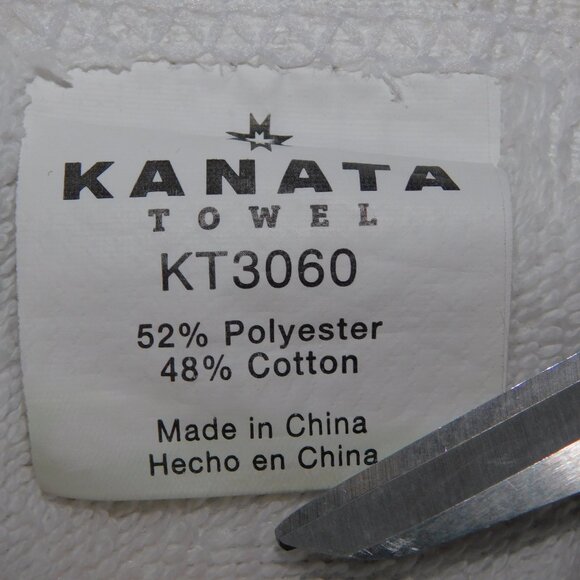 KANATA
TOWEL
KT3060
52% Polyester
48% Cotton
Made in China
Hecho en China